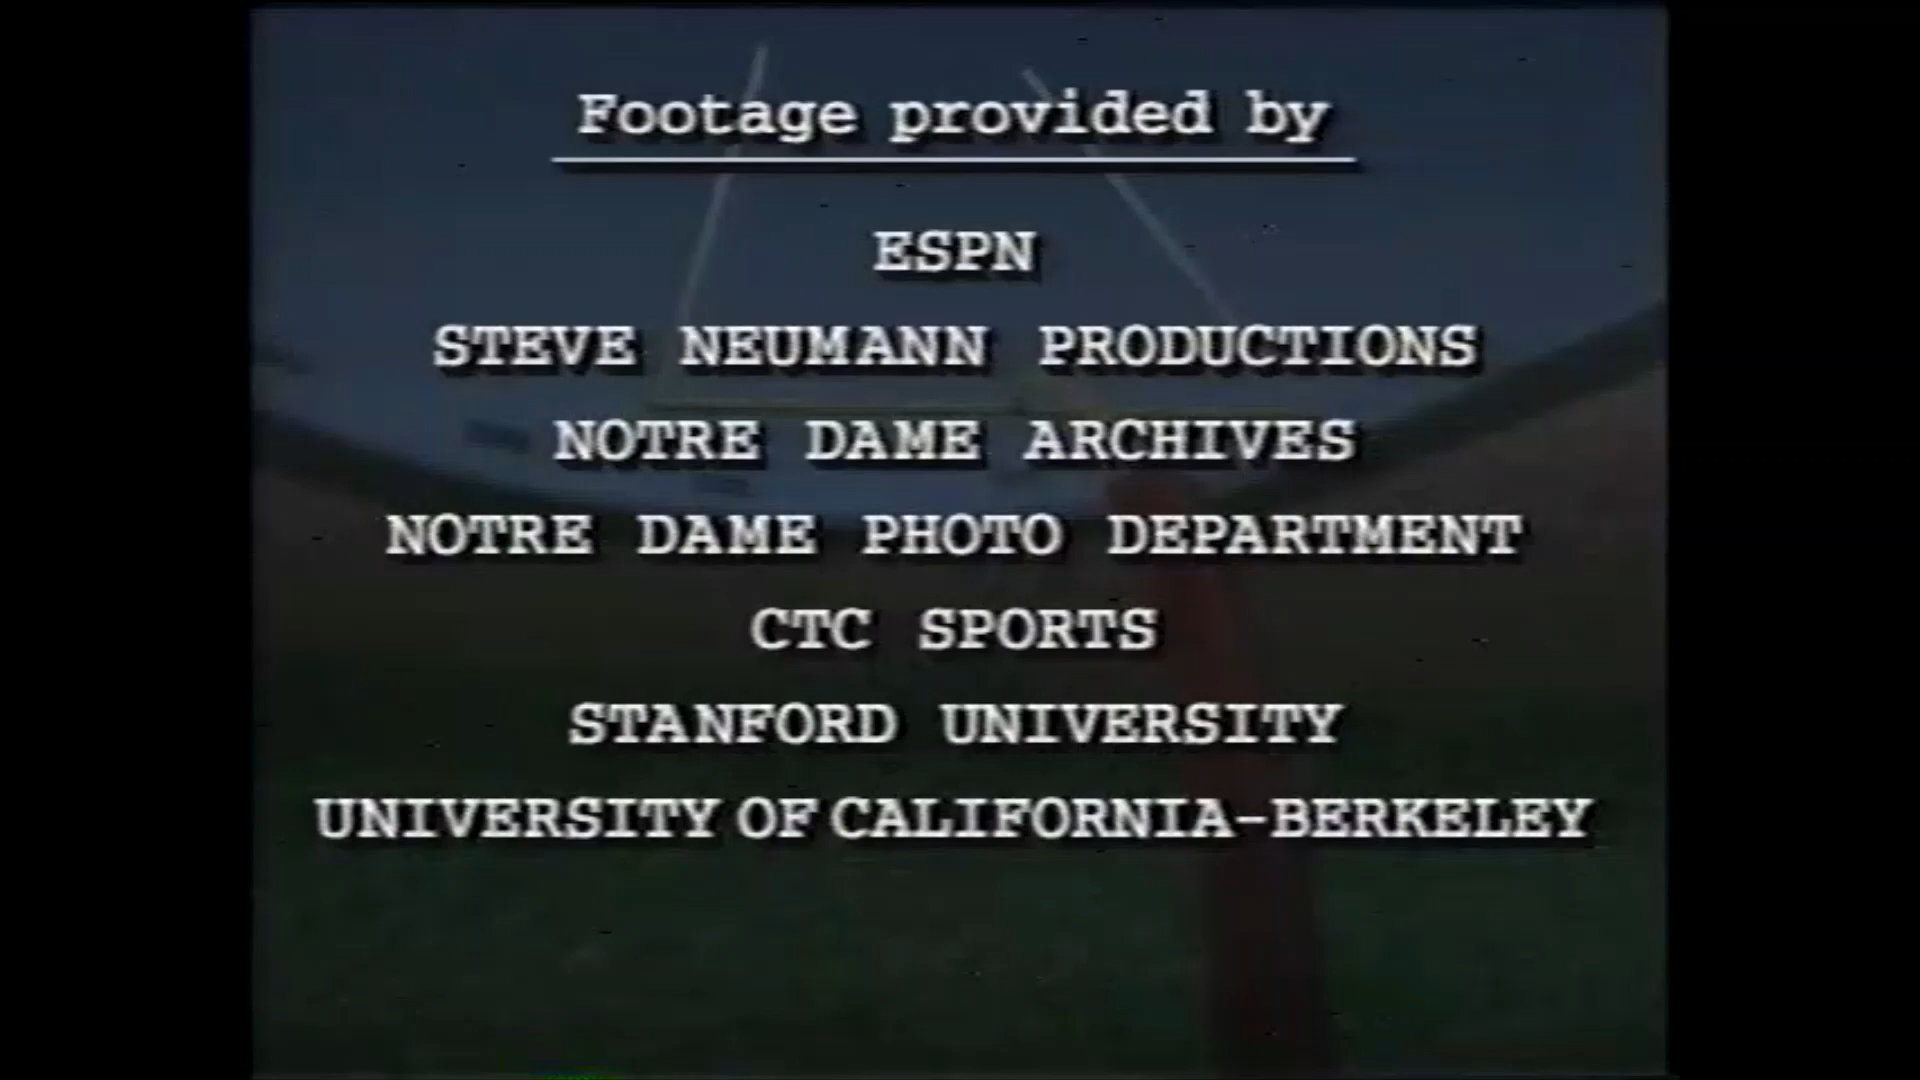 Footage provided by
ESPN
STEVE NEUMANN PRODUCTIONS
NOTRE DAME ARCHIVES
NOTRE DAME PHOTO DEPARTMENT
CTC SPORTS
STANFORD UNIVERSITY
UNIVERSITY OF CALIFORNIA-BERKELEY